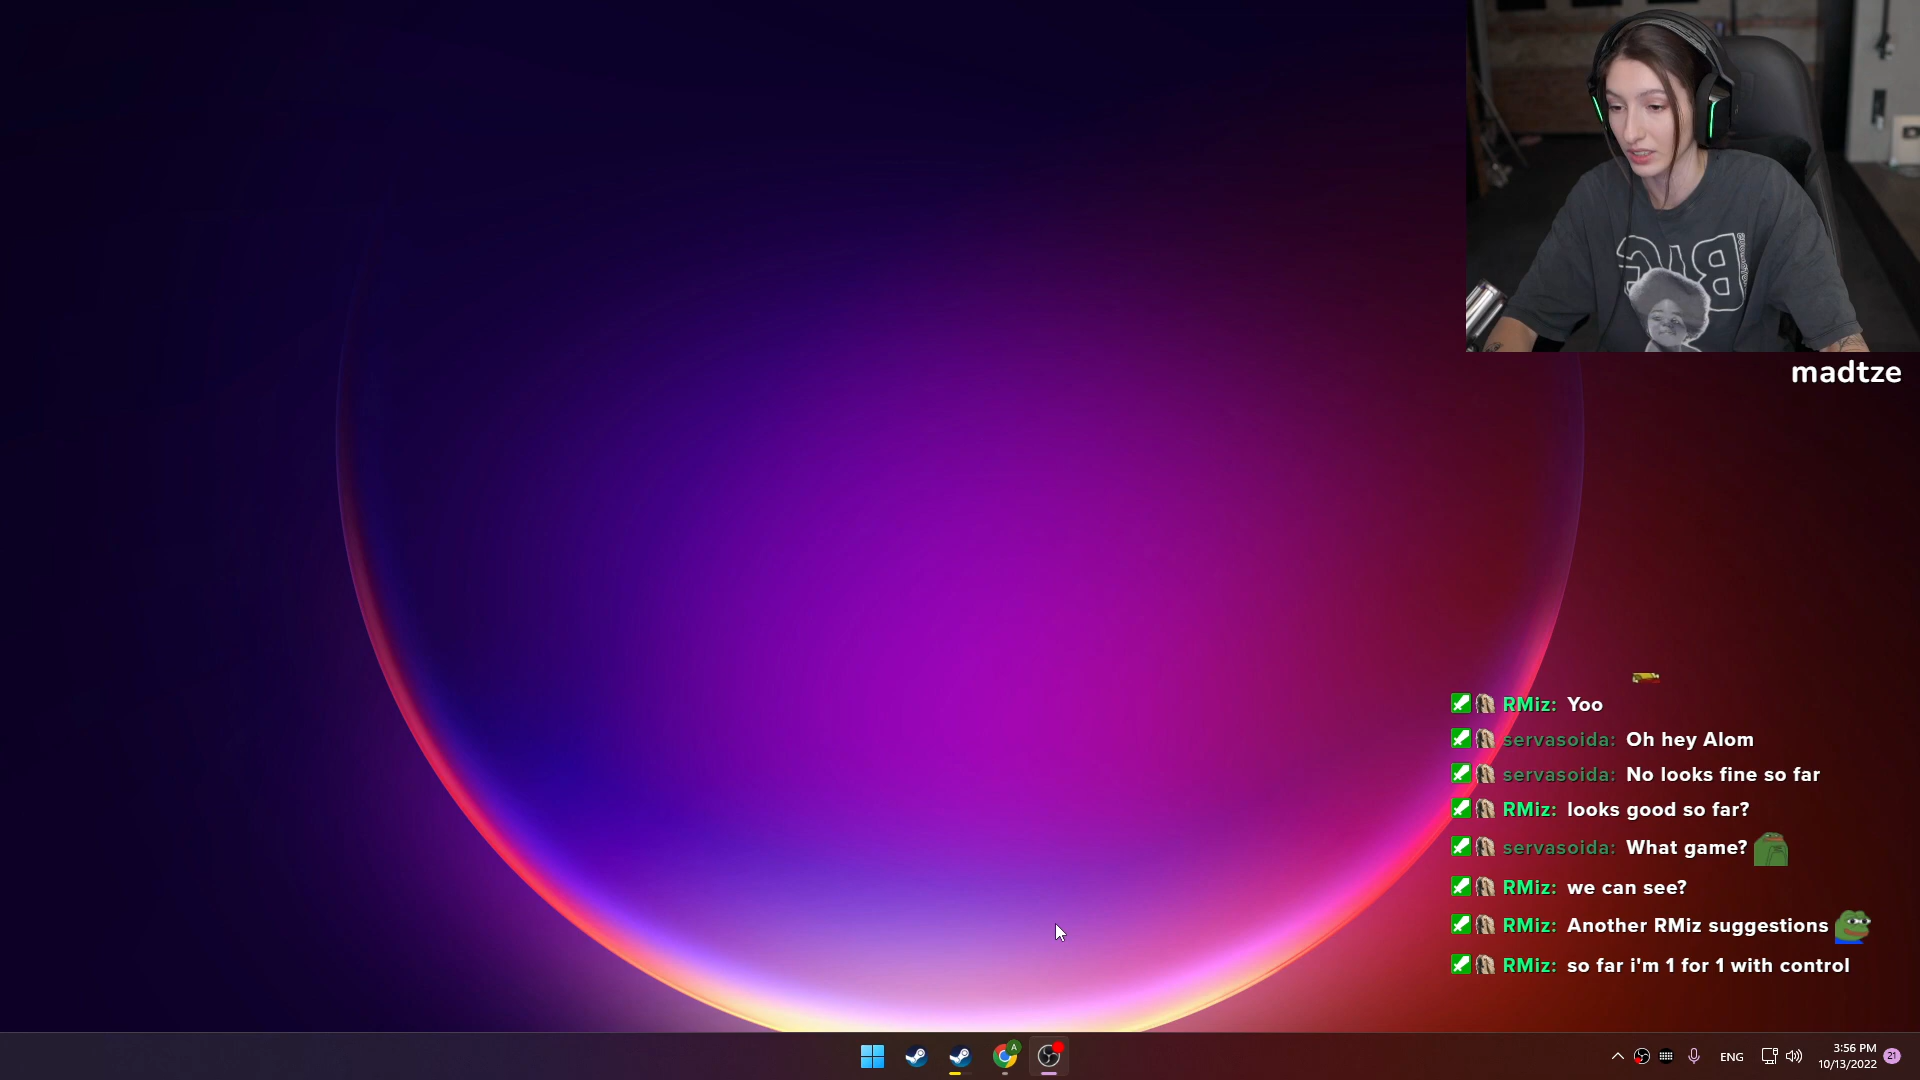 BIG
madtze
RMiz: Yoo
servasoida: Oh hey Alom
servasoida: No looks fine so far
RMiz: looks good so far?
servasoida: What game?
RMiz: we can see?
RMiz: Another RMiz suggestions
RMiz: so far i'm 1 for 1 with control
A
ENG
3:56 PM
10/13/2022
21